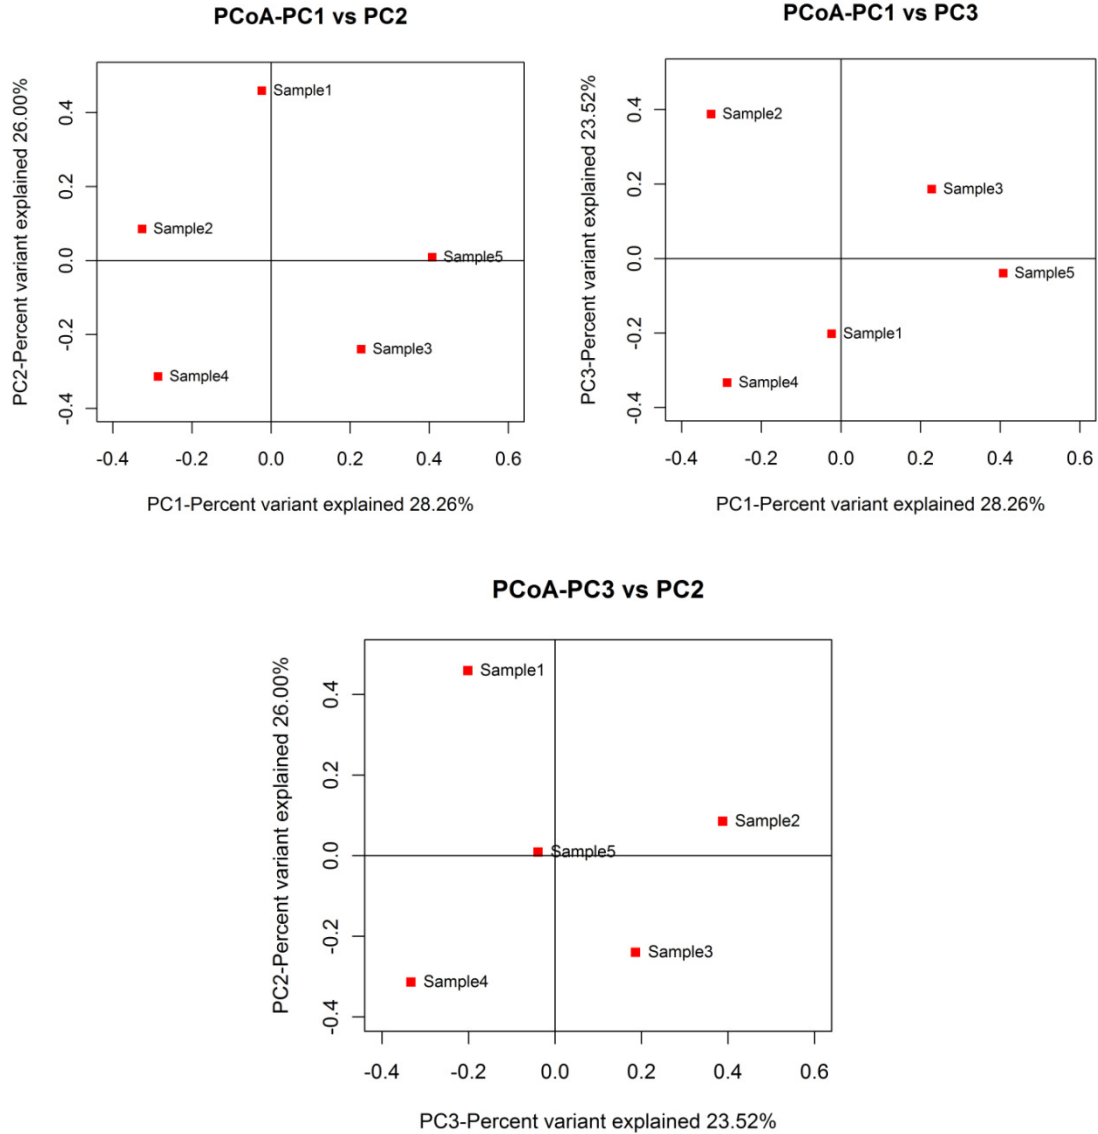 PCoA-PC1 vs PC2
PC2-Percent variant explained 26.00%
0.4
0.2
0.0
-0.2
-0.4
Sample1
Sample2
Sample5
Sample3
Sample4
-0.4 -0.2 0.0 0.2 0.4 0.6
PC1-Percent variant explained 28.26%
PCoA-PC1 vs PC3
PC3-Percent variant explained 23.52%
0.4
0.2
0.0
-0.2
-0.4
Sample2
Sample3
Sample5
Sample1
Sample4
-0.4 -0.2 0.0 0.2 0.4 0.6
PC1-Percent variant explained 28.26%
PCoA-PC3 vs PC2
PC2-Percent variant explained 26.00%
0.4
0.2
0.0
-0.2
-0.4
Sample1
Sample2
Sample5
Sample3
Sample4
-0.4 -0.2 0.0 0.2 0.4 0.6
PC3-Percent variant explained 23.52%